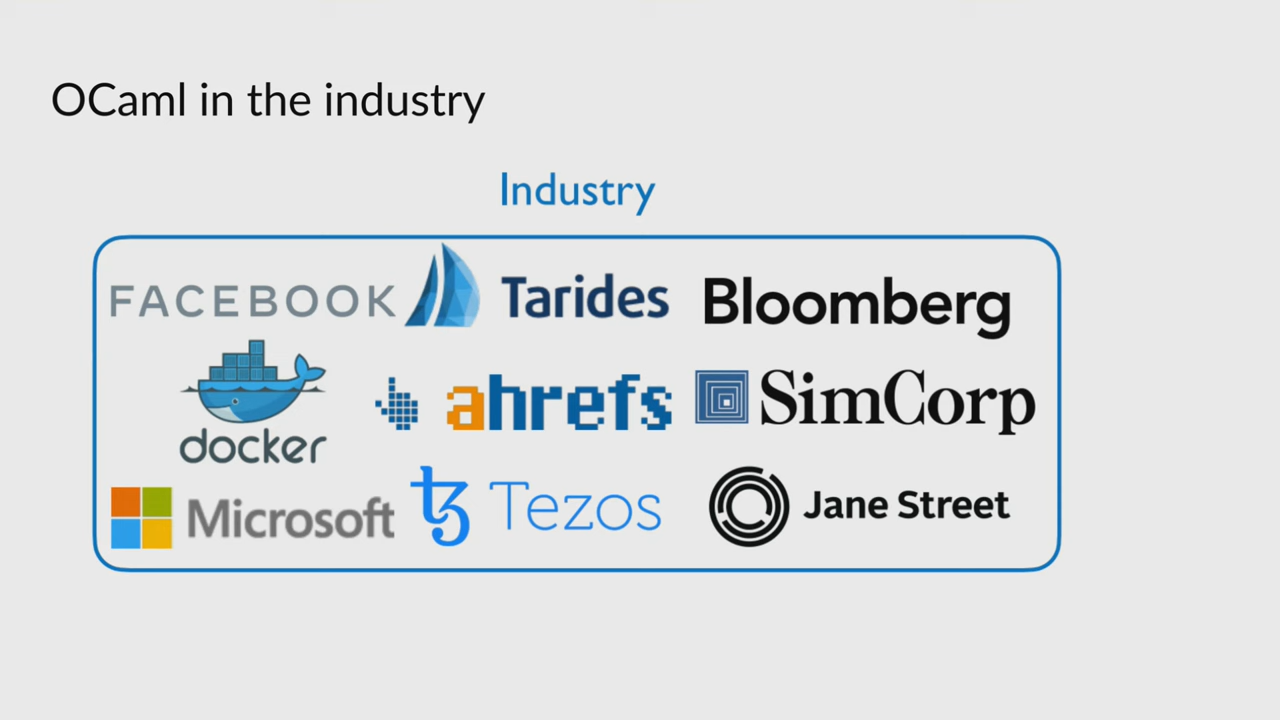 OCaml in the industry
Industry
FACEBOOK
Tarides
Bloomberg
docker
ahrefs
SimCorp
Microsoft
Tezos
Jane Street